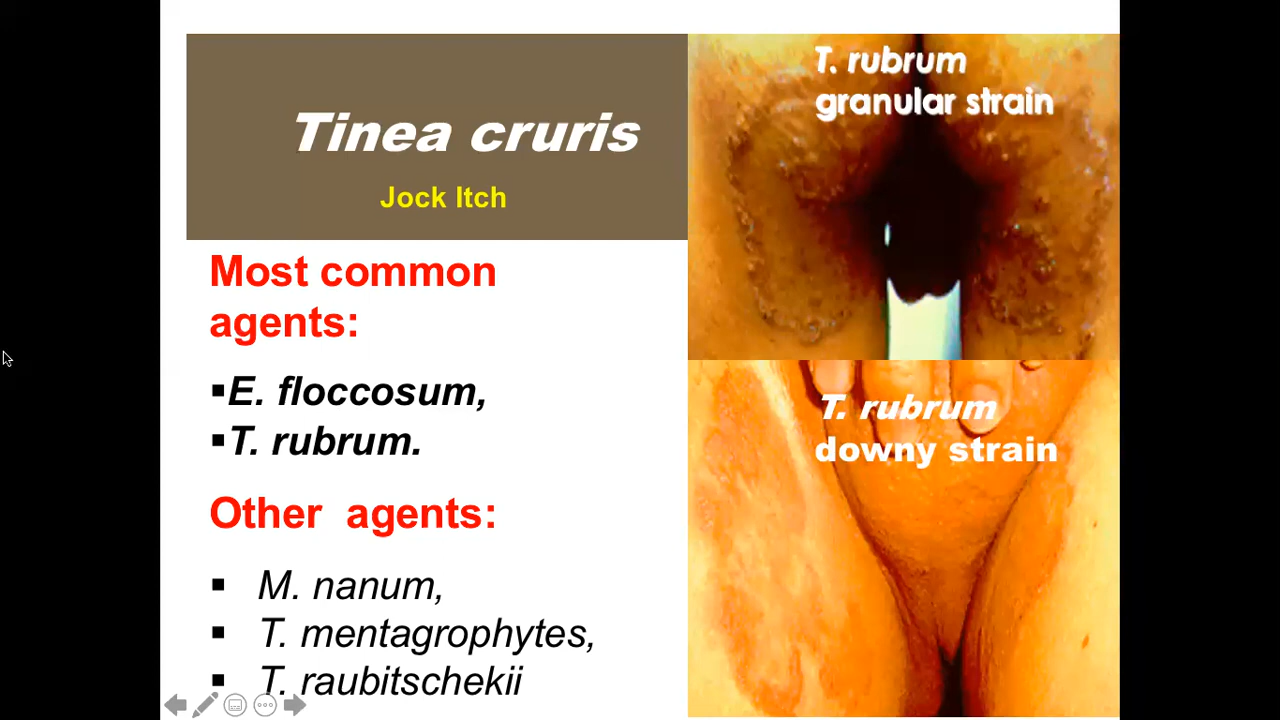 Tinea cruris
Jock Itch
Most common
agents:
▪E. floccosum,
▪T. rubrum.
Other agents:
▪ M. nanum,
▪ T. mentagrophytes,
▪ T. raubitschekii
T. rubrum
granular strain
T. rubrum
downy strain